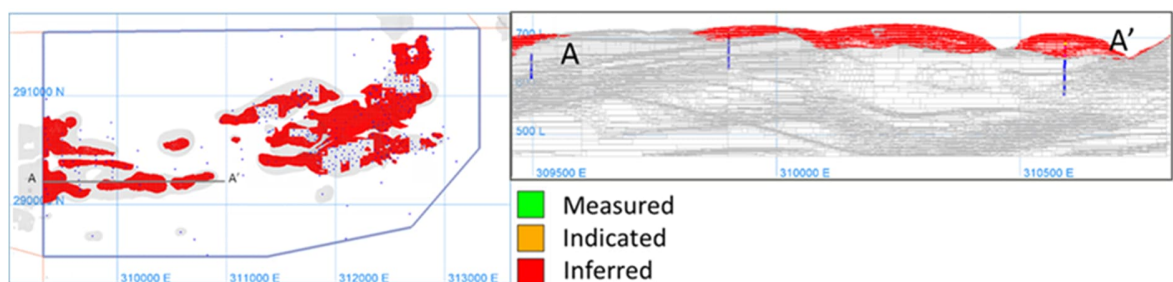 291000 N
A
A'
290000 N
310000 E
311000 E
312000 E
313000 E
700 L
A
A'
500 L
309500 E
310000 E
310500 E
Measured
Indicated
Inferred